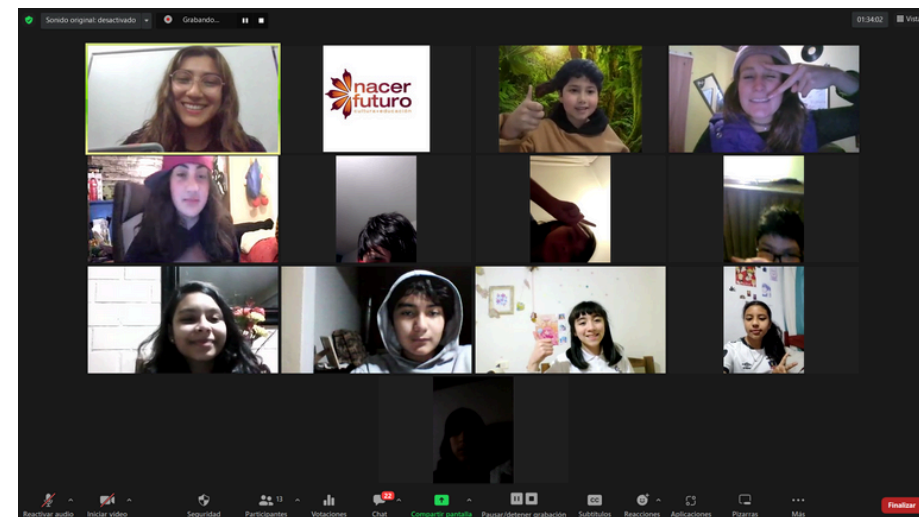 Sonido original: desactivado
Grabando...
01:34:02
Vista
nacer
futuro
cultura+educación
Reactivar audio
Iniciar video
Seguridad
13
Participantes
Votaciones
22
Chat
Compartir pantalla
Pausar/detener grabación
CC
Subtítulos
Reacciones
Aplicaciones
Pizarras
Más
Finalizar